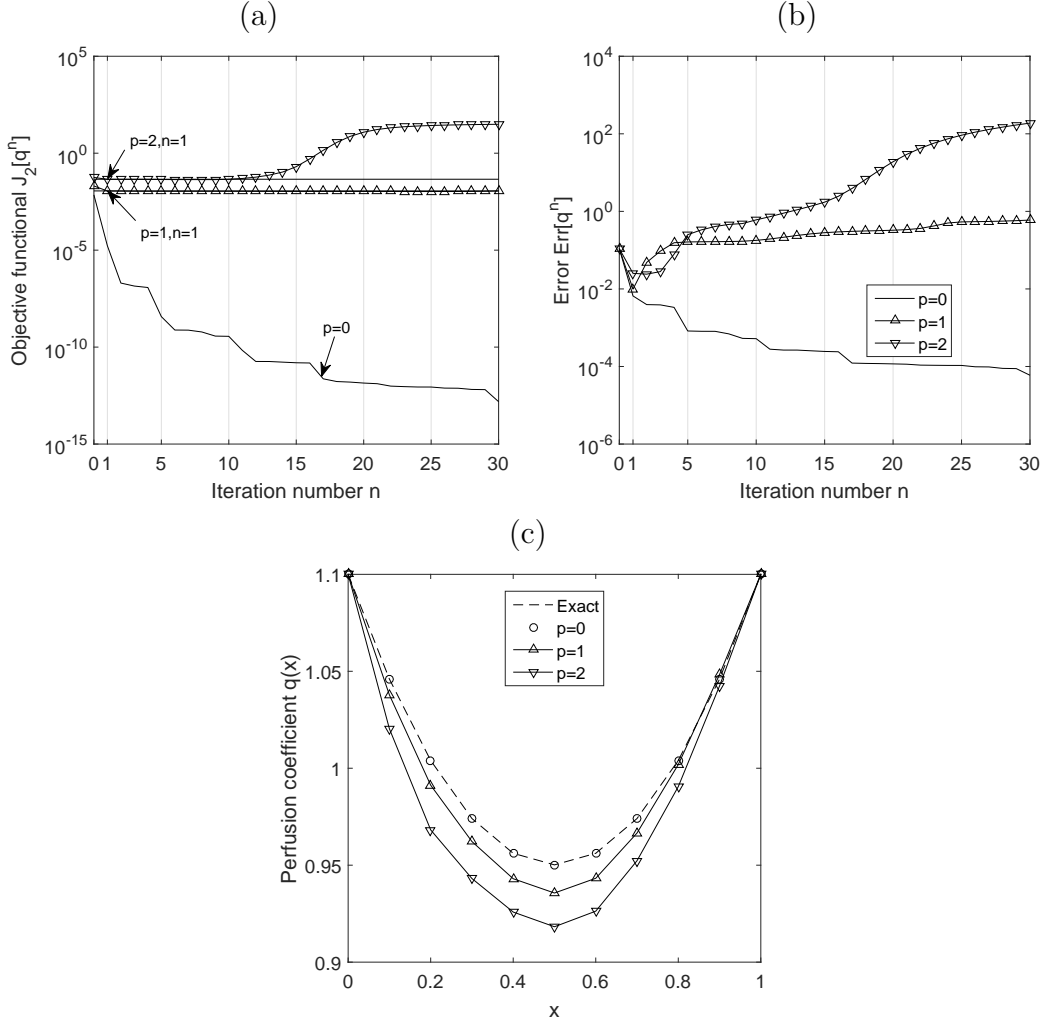 (a)
10^5
10^0
10^-5
10^-10
10^-15
Objective functional J_2[q^n]
p=2,n=1
p=1,n=1
p=0
0 1 5 10 15 20 25 30
Iteration number n
(b)
10^4
10^2
10^0
10^-2
10^-4
10^-6
Error Err[q^n]
p=0
p=1
p=2
0 1 5 10 15 20 25 30
Iteration number n
(c)
1.1
1.05
1
0.95
0.9
Perfusion coefficient q(x)
Exact
p=0
p=1
p=2
0 0.2 0.4 0.6 0.8 1
x